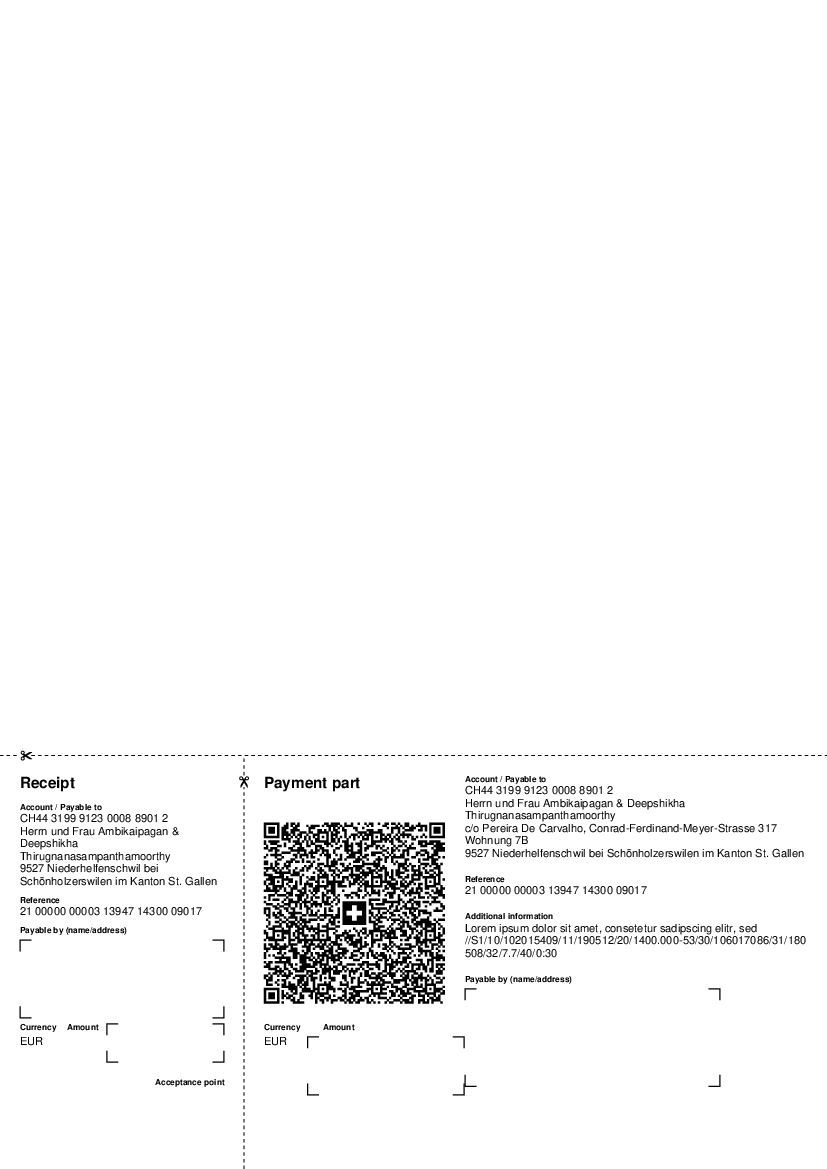 Receipt
Account / Payable to
CH44 3199 9123 0008 8901 2
Herrn und Frau Ambikaipagan &
Deepshikha
Thirugnanasampanthamoorthy
9527 Niederhelfenschwil bei
Schönholzerswilen im Kanton St. Gallen
Reference
21 00000 00003 13947 14300 09017
Payable by (name/address)
Currency Amount
EUR
Acceptance point
Payment part
Currency Amount
EUR
Account / Payable to
CH44 3199 9123 0008 8901 2
Herrn und Frau Ambikaipagan & Deepshikha
Thirugnanasampanthamoorthy
c/o Pereira De Carvalho, Conrad-Ferdinand-Meyer-Strasse 317
Wohnung 7B
9527 Niederhelfenschwil bei Schönholzerswilen im Kanton St. Gallen
Reference
21 00000 00003 13947 14300 09017
Additional information
Lorem ipsum dolor sit amet, consetetur sadipscing elitr, sed
//S1/10/102015409/11/190512/20/1400.000-53/30/106017086/31/180
508/32/7.7/40/0:30
Payable by (name/address)